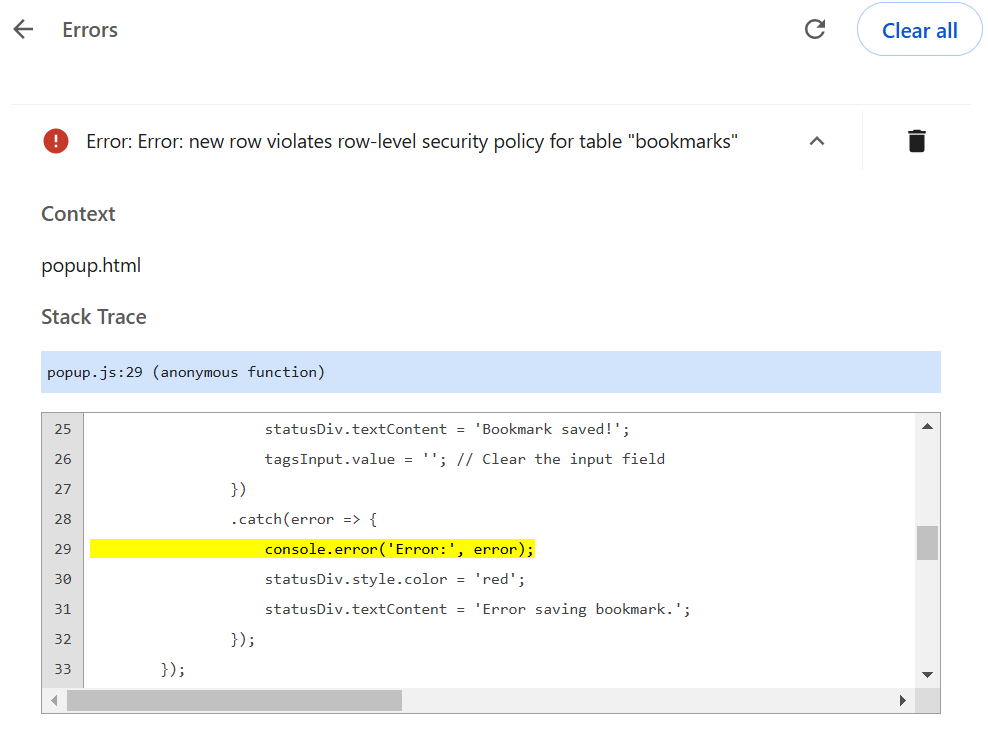 Errors
Clear all
Error: Error: new row violates row-level security policy for table "bookmarks"
Context
popup.html
Stack Trace
popup.js:29 (anonymous function)
25 statusDiv.textContent = 'Bookmark saved!';
26 tagsInput.value = ''; // Clear the input field
27 })
28 .catch(error => {
29 console.error('Error:', error);
30 statusDiv.style.color = 'red';
31 statusDiv.textContent = 'Error saving bookmark.';
32 });
33 });